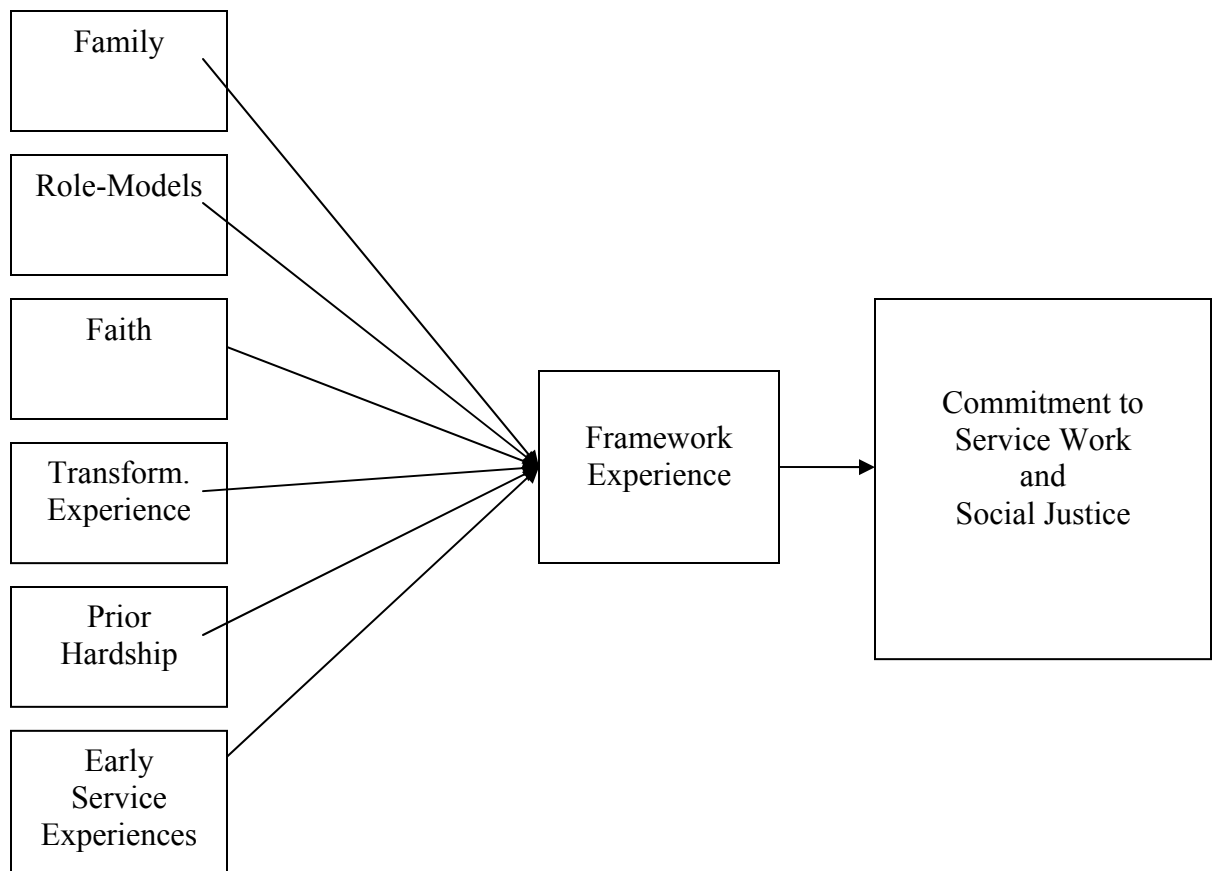 Family
Role-Models
Faith
Transform.
Experience
Prior
Hardship
Early
Service
Experiences
Framework
Experience
Commitment to
Service Work
and
Social Justice